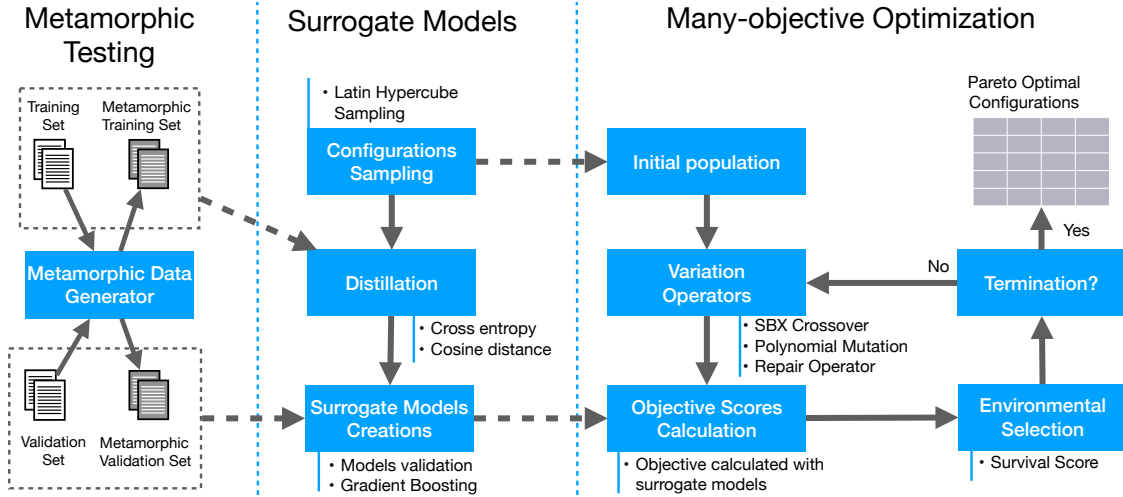 Metamorphic
Testing
Surrogate Models
Many-objective Optimization
Training
Set
Metamorphic
Training Set
Metamorphic Data
Generator
Validation
Set
Metamorphic
Validation Set
• Latin Hypercube
Sampling
Configurations
Sampling
Distillation
• Cross entropy
• Cosine distance
Surrogate Models
Creations
• Models validation
• Gradient Boosting
Initial population
Variation
Operators
• SBX Crossover
• Polynomial Mutation
• Repair Operator
Objective Scores
Calculation
• Objective calculated with
surrogate models
Pareto Optimal
Configurations
Yes
No
Termination?
Environmental
Selection
• Survival Score